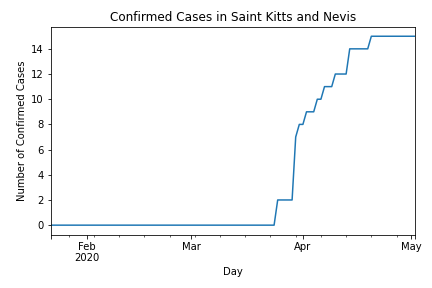 Confirmed Cases in Saint Kitts and Nevis
Number of Confirmed Cases
14
12
10
8
6
4
2
0
Feb
2020
Mar
Apr
May
Day